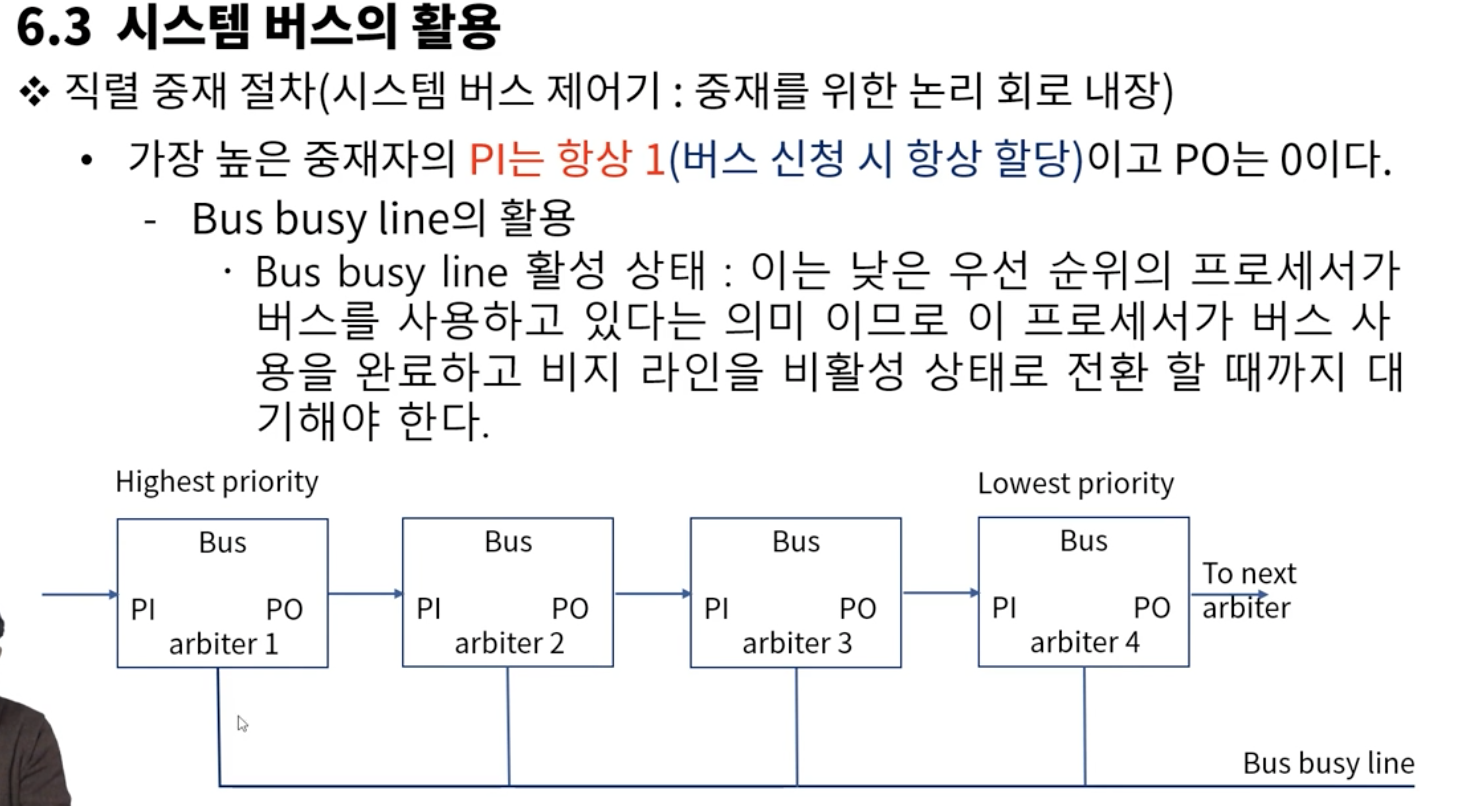 6.3 시스템 버스의 활용
❖ 직렬 중재 절차(시스템 버스 제어기 : 중재를 위한 논리 회로 내장)
• 가장 높은 중재자의 PI는 항상 1(버스 신청 시 항상 할당)이고 PO는 0이다.
- Bus busy line의 활용
· Bus busy line 활성 상태 : 이는 낮은 우선 순위의 프로세서가
버스를 사용하고 있다는 의미 이므로 이 프로세서가 버스 사
용을 완료하고 비지 라인을 비활성 상태로 전환 할 때까지 대
기해야 한다.
Highest priority
Lowest priority
Bus
PI PO
arbiter 1
Bus
PI PO
arbiter 2
Bus
PI PO
arbiter 3
Bus
PI PO
arbiter 4
To next
arbiter
Bus busy line